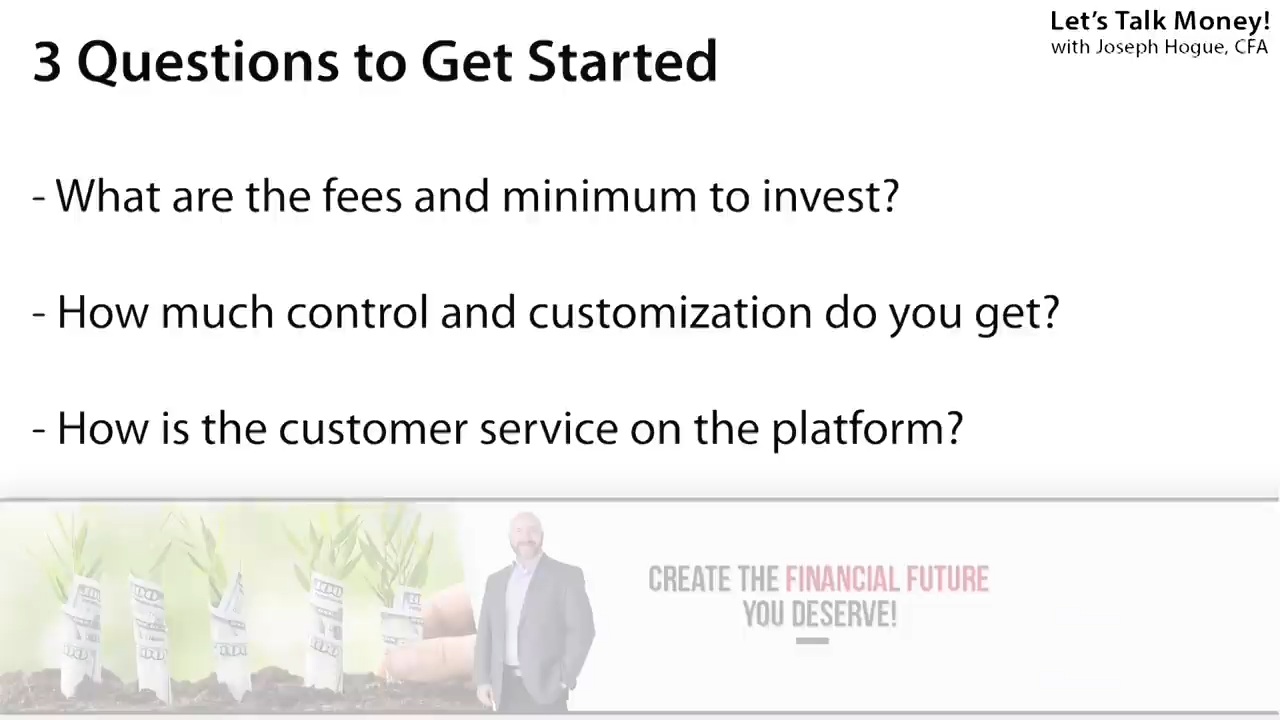 Let's Talk Money!
with Joseph Hogue, CFA
3 Questions to Get Started
- What are the fees and minimum to invest?
- How much control and customization do you get?
- How is the customer service on the platform?
CREATE THE FINANCIAL FUTURE
YOU DESERVE!